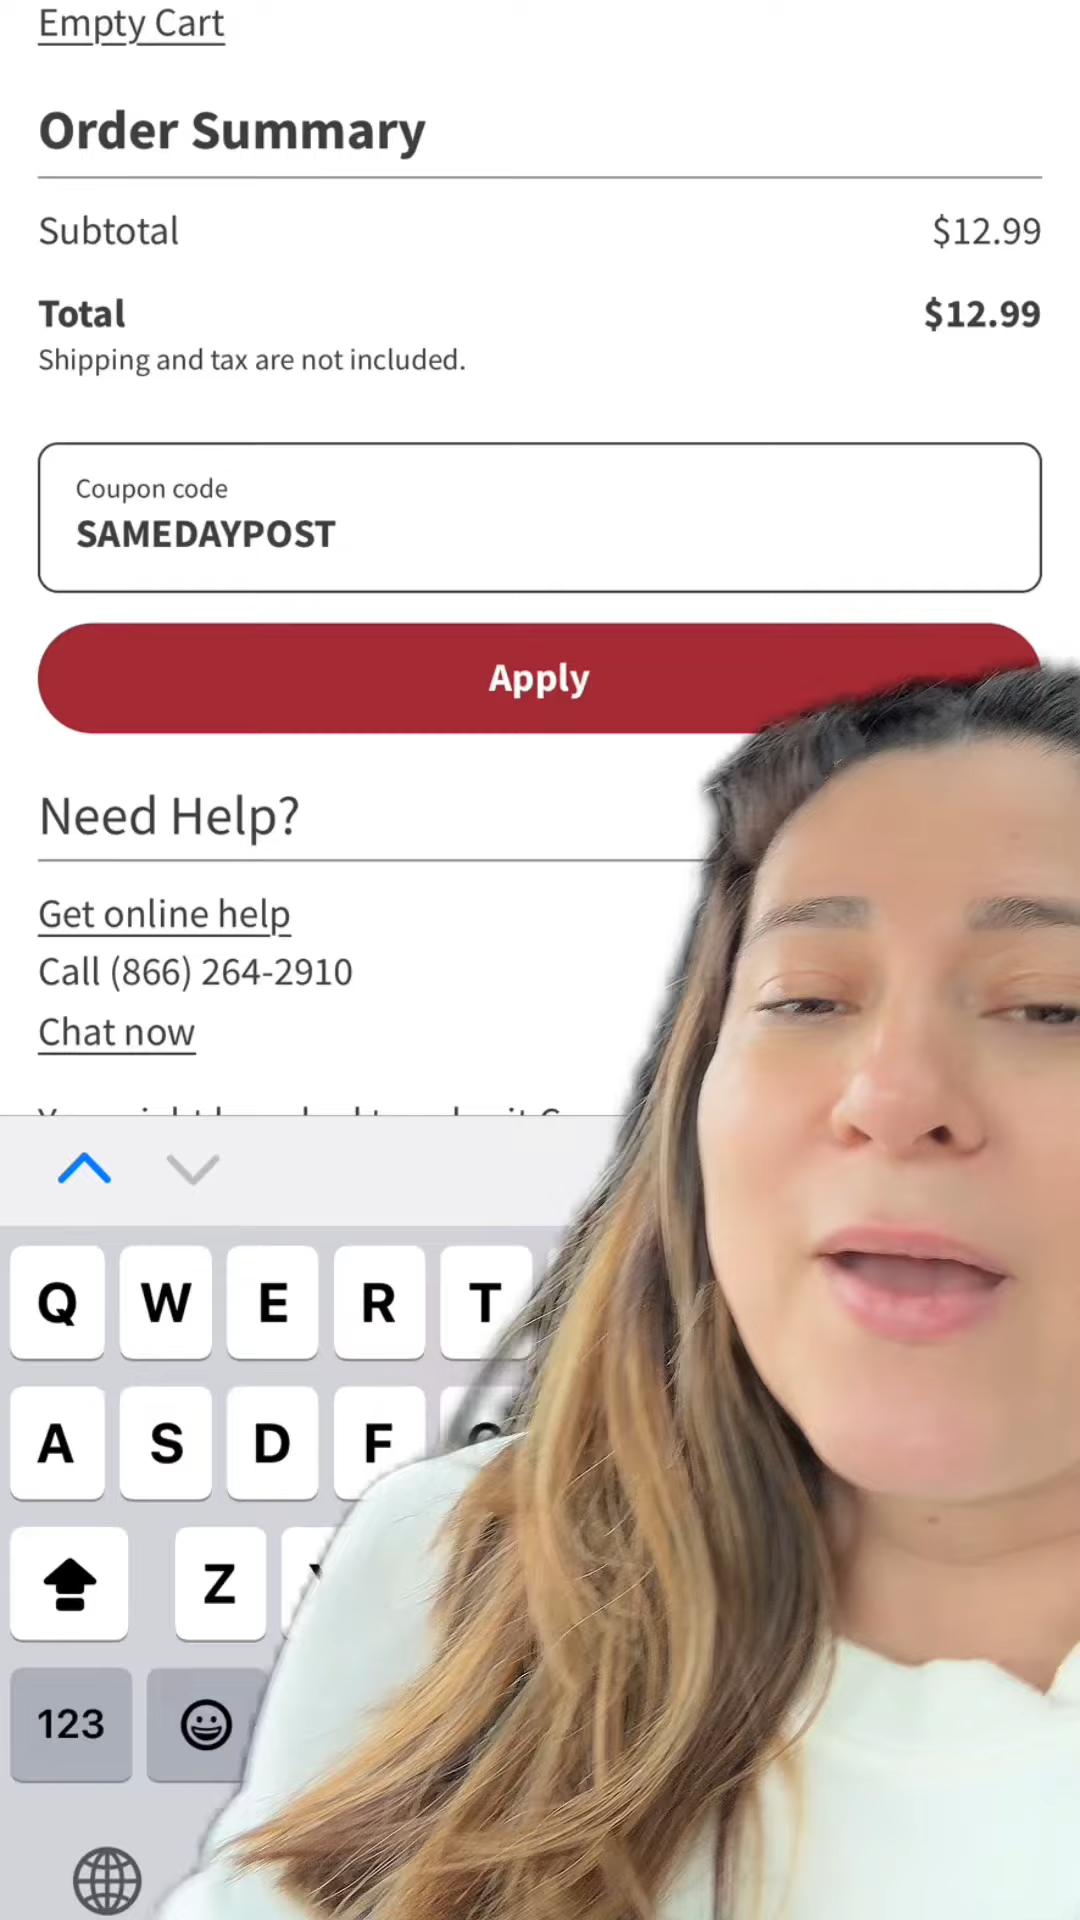 Empty Cart
Order Summary
Subtotal $12.99
Total $12.99
Shipping and tax are not included.
Coupon code
SAMEDAYPOST
Apply
Need Help?
Get online help
Call (866) 264-2910
Chat now
Q W E R T
A S D F
Z
123